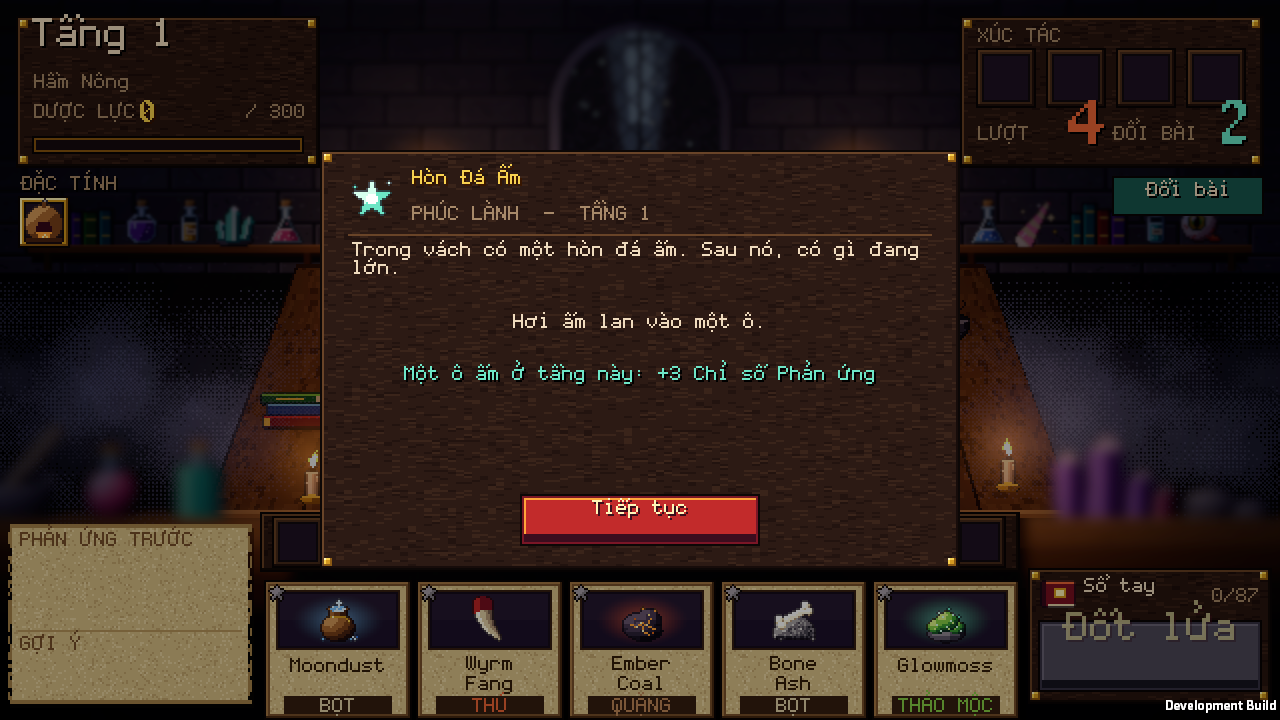 Tầng 1
Hầm Nông
DƯỢC LỰC 0 / 300
ĐẶC TÍNH
XÚC TÁC
LƯỢT 4 ĐỔI BÀI 2
Đổi bài
Hòn Đá Ấm
PHÚC LÀNH – TẦNG 1
Trong vách có một hòn đá ấm. Sau nó, có gì đang
lớn.
Hơi ấm lan vào một ô.
Một ô ấm ở tầng này: +3 Chỉ số Phản ứng
Tiếp tục
PHẢN ỨNG TRƯỚC
GỢI Ý
Moondust
BỘT
Wyrm
Fang
THÚ
Ember
Coal
QUẶNG
Bone
Ash
BỘT
Glowmoss
THẢO MỘC
Sổ tay
0/87
Đốt lửa
Development Build